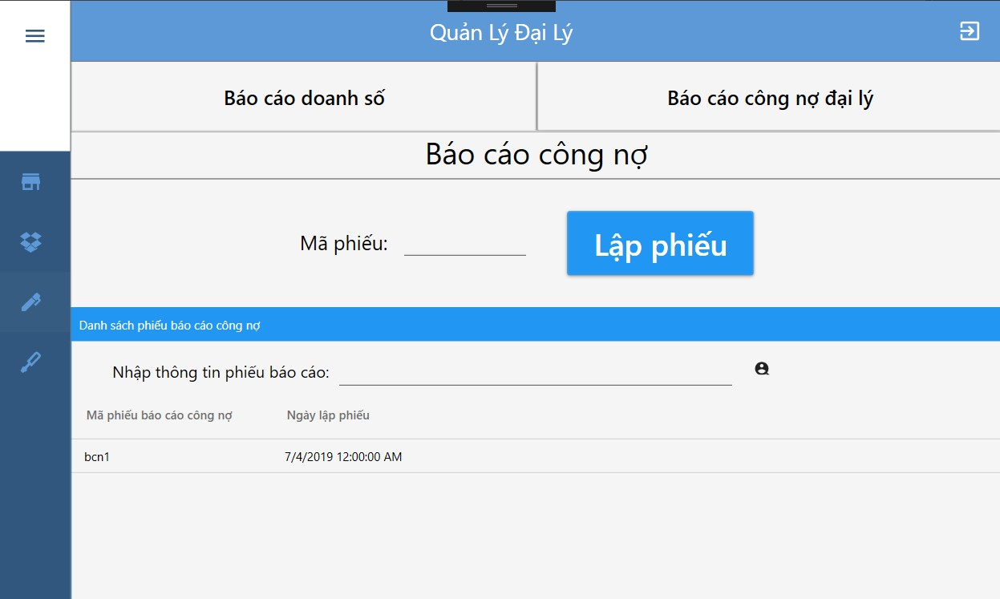 Quản Lý Đại Lý
Báo cáo doanh số
Báo cáo công nợ đại lý
Báo cáo công nợ
Mã phiếu:
Lập phiếu
Danh sách phiếu báo cáo công nợ
Nhập thông tin phiếu báo cáo:
Mã phiếu báo cáo công nợ Ngày lập phiếu
bcn1 7/4/2019 12:00:00 AM